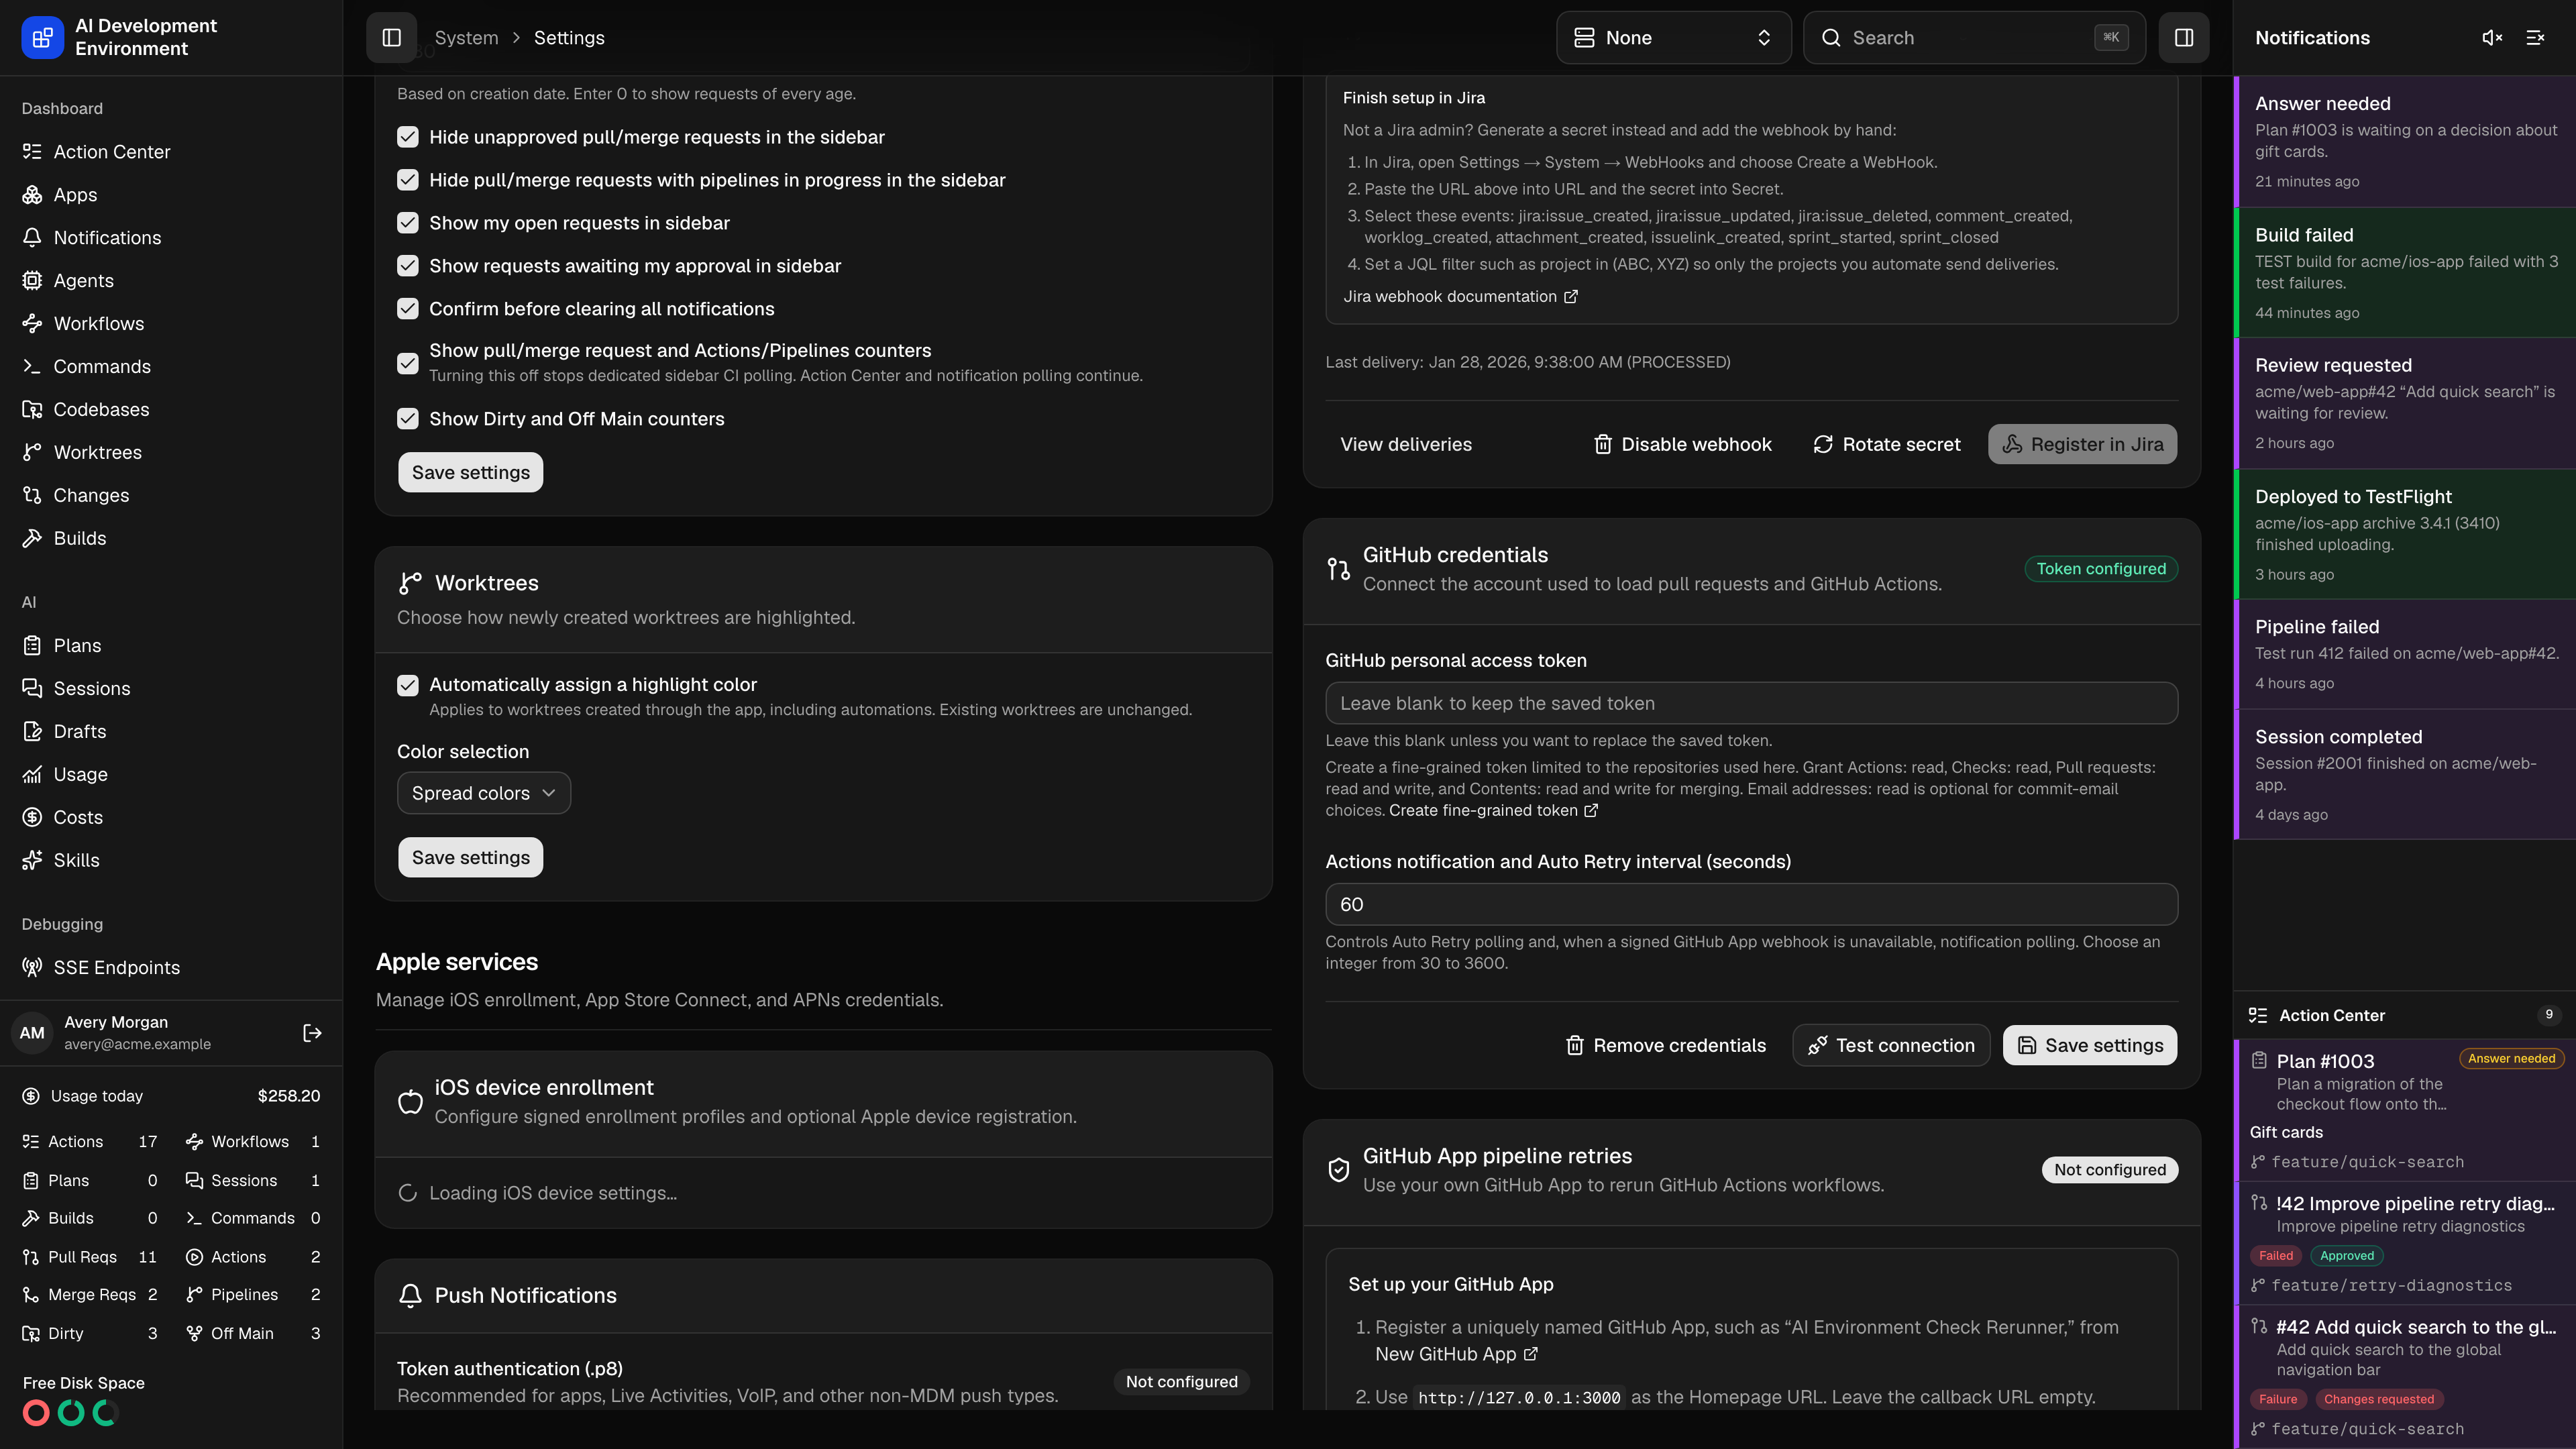 AI Development
Environment
Dashboard
Action Center
Apps
Notifications
Agents
Workflows
Commands
Codebases
Worktrees
Changes
Builds
AI
Plans
Sessions
Drafts
Usage
Costs
Skills
Debugging
SSE Endpoints
AM
Avery Morgan
avery@acme.example
Usage today $258.20
Actions 17 Workflows 1
Plans 0 Sessions 1
Builds 0 Commands 0
Pull Reqs 11 Actions 2
Merge Reqs 2 Pipelines 2
Dirty 3 Off Main 3
Free Disk Space
System > Settings
None
Search ⌘K
Based on creation date. Enter 0 to show requests of every age.
Hide unapproved pull/merge requests in the sidebar
Hide pull/merge requests with pipelines in progress in the sidebar
Show my open requests in sidebar
Show requests awaiting my approval in sidebar
Confirm before clearing all notifications
Show pull/merge request and Actions/Pipelines counters
Turning this off stops dedicated sidebar CI polling. Action Center and notification polling continue.
Show Dirty and Off Main counters
Save settings
Worktrees
Choose how newly created worktrees are highlighted.
Automatically assign a highlight color
Applies to worktrees created through the app, including automations. Existing worktrees are unchanged.
Color selection
Spread colors
Save settings
Apple services
Manage iOS enrollment, App Store Connect, and APNs credentials.
iOS device enrollment
Configure signed enrollment profiles and optional Apple device registration.
Loading iOS device settings...
Push Notifications
Token authentication (.p8)
Recommended for apps, Live Activities, VoIP, and other non-MDM push types.
Not configured
Finish setup in Jira
Not a Jira admin? Generate a secret instead and add the webhook by hand:
1. In Jira, open Settings → System → WebHooks and choose Create a WebHook.
2. Paste the URL above into URL and the secret into Secret.
3. Select these events: jira:issue_created, jira:issue_updated, jira:issue_deleted, comment_created,
worklog_created, attachment_created, issuelink_created, sprint_started, sprint_closed
4. Set a JQL filter such as project in (ABC, XYZ) so only the projects you automate send deliveries.
Jira webhook documentation
Last delivery: Jan 28, 2026, 9:38:00 AM (PROCESSED)
View deliveries Disable webhook Rotate secret Register in Jira
GitHub credentials
Connect the account used to load pull requests and GitHub Actions.
Token configured
GitHub personal access token
Leave blank to keep the saved token
Leave this blank unless you want to replace the saved token.
Create a fine-grained token limited to the repositories used here. Grant Actions: read, Checks: read, Pull requests:
read and write, and Contents: read and write for merging. Email addresses: read is optional for commit-email
choices. Create fine-grained token
Actions notification and Auto Retry interval (seconds)
60
Controls Auto Retry polling and, when a signed GitHub App webhook is unavailable, notification polling. Choose an
integer from 30 to 3600.
Remove credentials Test connection Save settings
GitHub App pipeline retries
Use your own GitHub App to rerun GitHub Actions workflows.
Not configured
Set up your GitHub App
1. Register a uniquely named GitHub App, such as “AI Environment Check Rerunner,” from
New GitHub App
2. Use http://127.0.0.1:3000 as the Homepage URL. Leave the callback URL empty.
Notifications
Answer needed
Plan #1003 is waiting on a decision about
gift cards.
21 minutes ago
Build failed
TEST build for acme/ios-app failed with 3
test failures.
44 minutes ago
Review requested
acme/web-app#42 “Add quick search” is
waiting for review.
2 hours ago
Deployed to TestFlight
acme/ios-app archive 3.4.1 (3410)
finished uploading.
3 hours ago
Pipeline failed
Test run 412 failed on acme/web-app#42.
4 hours ago
Session completed
Session #2001 finished on acme/web-
app.
4 days ago
Action Center 9
Plan #1003 Answer needed
Plan a migration of the
checkout flow onto th...
Gift cards
feature/quick-search
!42 Improve pipeline retry diag...
Improve pipeline retry diagnostics
Failed Approved
feature/retry-diagnostics
#42 Add quick search to the gl...
Add quick search to the global
navigation bar
Failure Changes requested
feature/quick-search